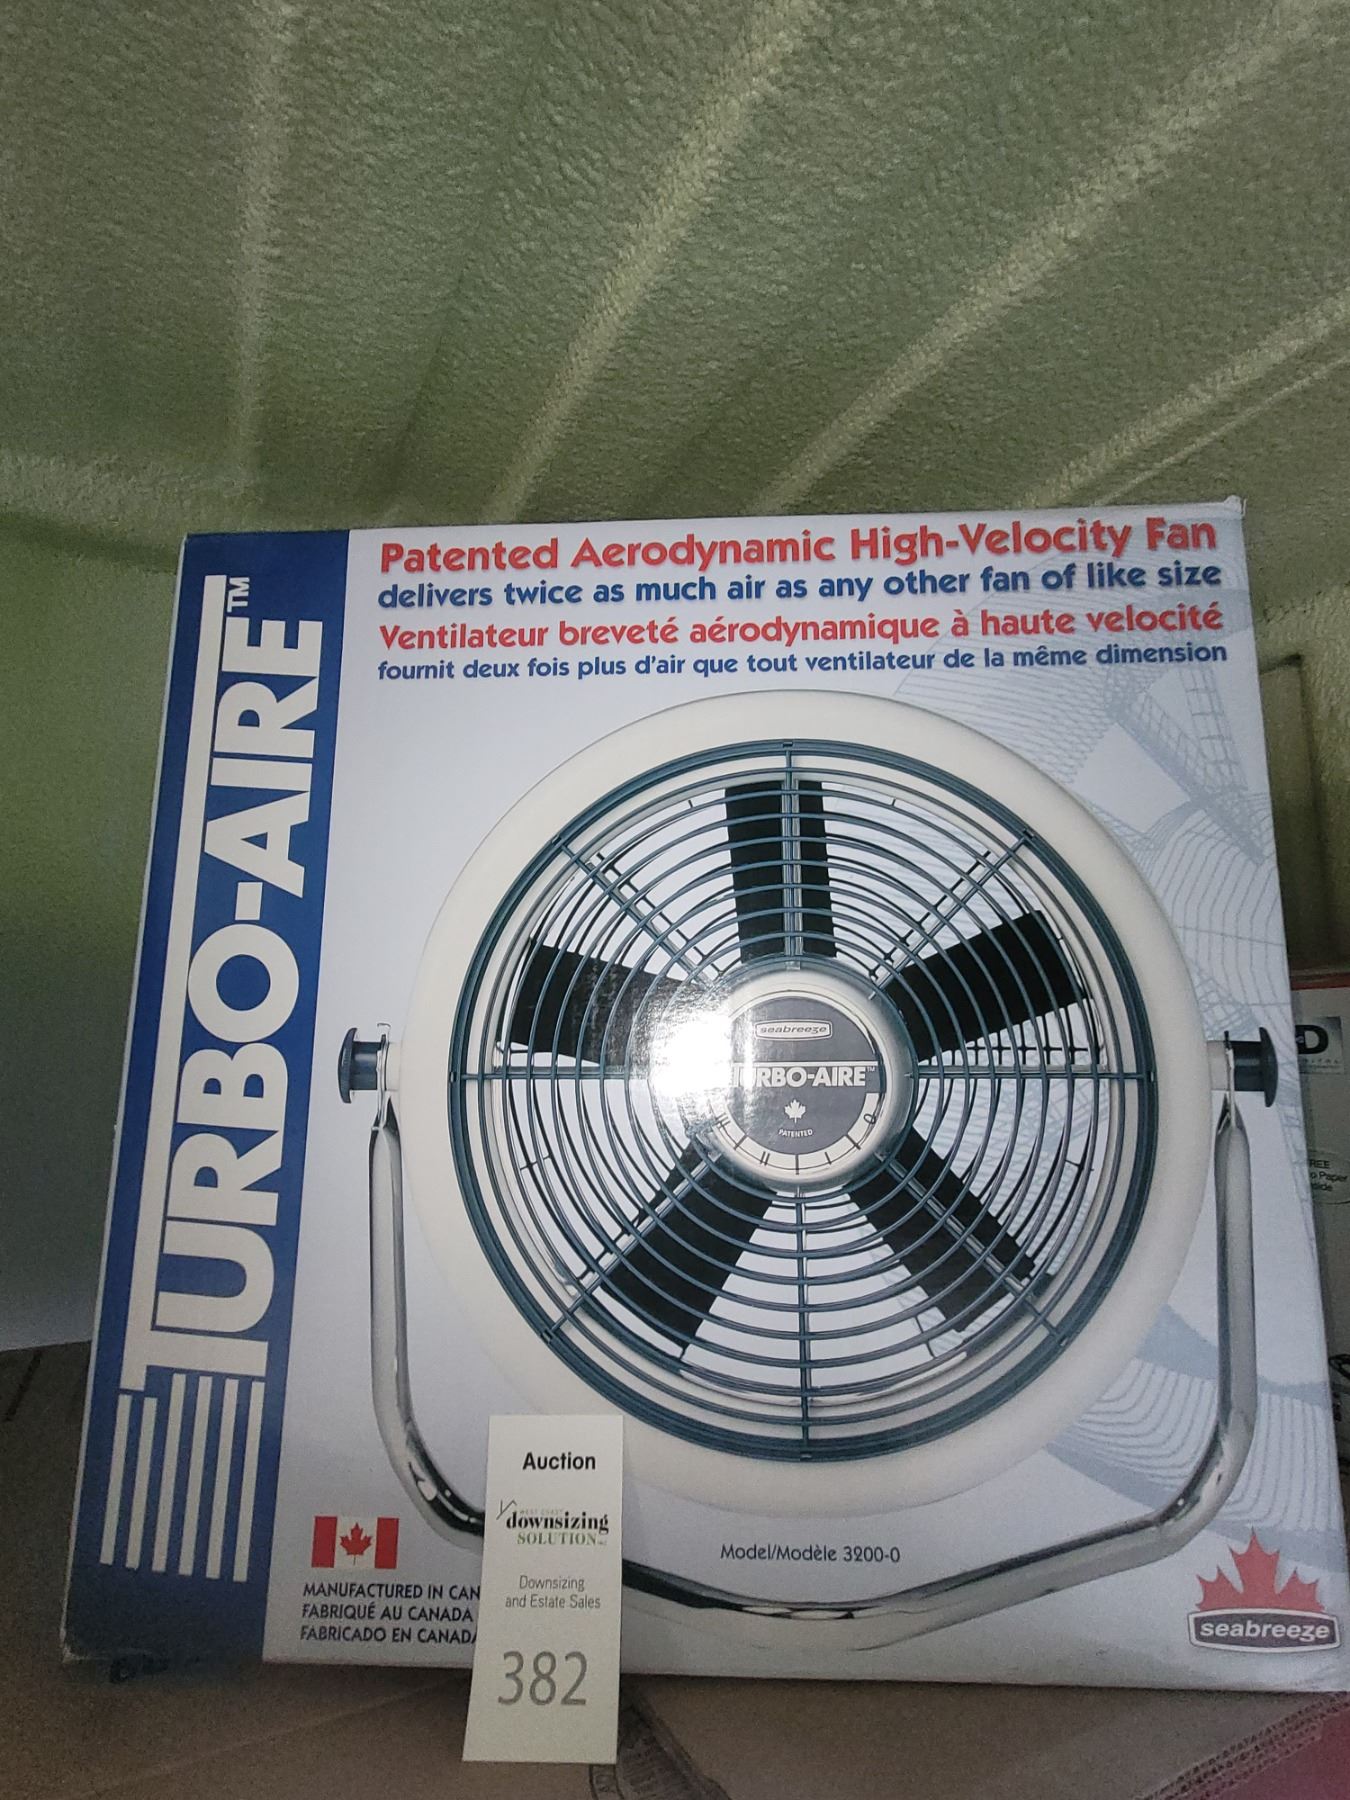 Patented Aerodynamic High-Velocity Fan
delivers twice as much air as any other fan of like size
Ventilateur breveté aérodynamique à haute velocité
fournit deux fois plus d'air que tout ventilateur de la même dimension
TURBO-AIRE™
seabreeze
TURBO-AIRE™
PATENTED
Model/Modèle 3200-0
MANUFACTURED IN CAN
FABRIQUÉ AU CANADA
FABRICADO EN CANADA
seabreeze
Auction
WEST COAST
downsizing
SOLUTION
Downsizing
and Estate Sales
382